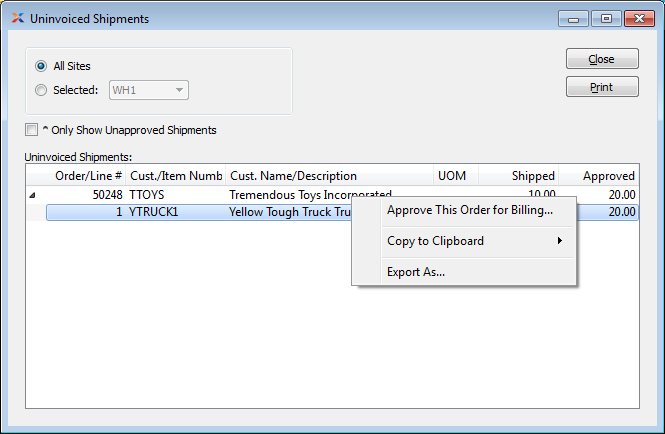 Uninvoiced Shipments
All Sites
Selected: WH1
Close
Print
^ Only Show Unapproved Shipments
Uninvoiced Shipments:
Order/Line # Cust./Item Numb Cust. Name/Description UOM Shipped Approved
50248 TTOYS Tremendous Toys Incorporated 10.00 20.00
1 YTRUCK1 Yellow Tough Truck Tru 20.00
Approve This Order for Billing...
Copy to Clipboard
Export As...